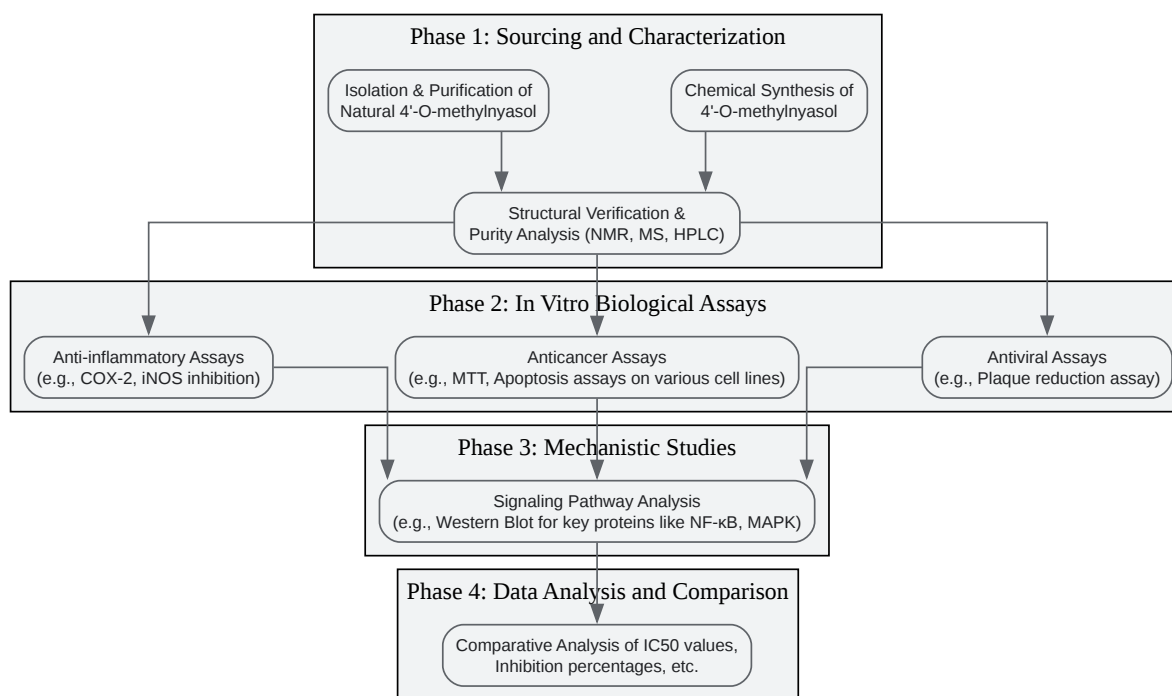 Phase 1: Sourcing and Characterization
Isolation & Purification of
Natural 4'-O-methylnyasol
Chemical Synthesis of
4'-O-methylnyasol
Structural Verification &
Purity Analysis (NMR, MS, HPLC)
Phase 2: In Vitro Biological Assays
Anti-inflammatory Assays
(e.g., COX-2, iNOS inhibition)
Anticancer Assays
(e.g., MTT, Apoptosis assays on various cell lines)
Antiviral Assays
(e.g., Plaque reduction assay)
Phase 3: Mechanistic Studies
Signaling Pathway Analysis
(e.g., Western Blot for key proteins like NF-κB, MAPK)
Phase 4: Data Analysis and Comparison
Comparative Analysis of IC50 values,
Inhibition percentages, etc.